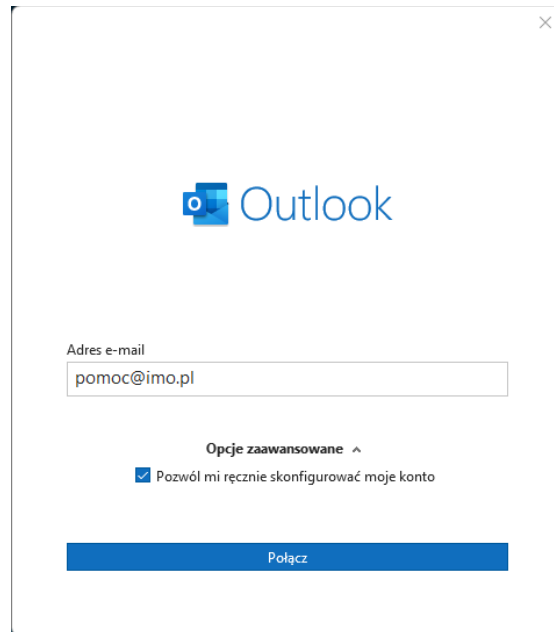 Outlook
Adres e-mail
pomoc@imo.pl
Opcje zaawansowane
Pozwól mi ręcznie skonfigurować moje konto
Połącz